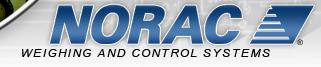 NORAC ®
WEIGHING AND CONTROL SYSTEMS